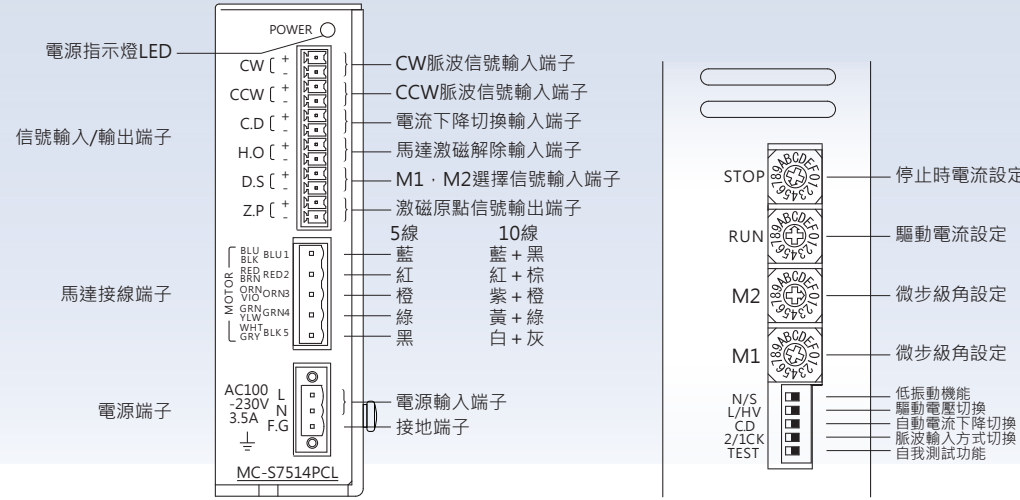 POWER
電源指示燈LED
CW + - CW脈波信號輸入端子
CCW + - CCW脈波信號輸入端子
信號輸入/輸出端子
C.D + - 電流下降切換輸入端子
H.O + - 馬達激磁解除輸入端子
D.S + - M1 · M2選擇信號輸入端子
Z.P + - 激磁原點信號輸出端子
5線 10線
馬達接線端子
MOTOR
BLU BLK BLU1 藍 藍+黑
RED BRN RED2 紅 紅+棕
ORN VIO ORN3 橙 紫+橙
GRN YLW GRN4 綠 黃+綠
WHT GRY BLK5 黑 白+灰
電源端子
AC100
-230V
3.5A
L
N
F.G
電源輸入端子
接地端子
MC-S7514PCL
STOP 停止時電流設定
RUN 驅動電流設定
M2 微步級角設定
M1 微步級角設定
N/S 低振動機能
L/HV 驅動電壓切換
C.D 自動電流下降切換
2/1CK 脈波輸入方式切換
TEST 自我測試功能